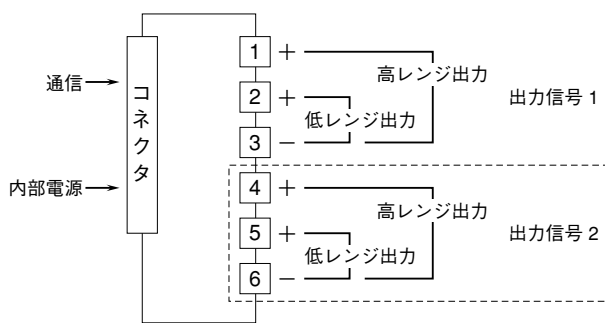 1 +
高レンジ出力
通信
2 +
出力信号 1
低レンジ出力
3 −
コネクタ
内部電源
4 +
高レンジ出力
5 +
出力信号 2
低レンジ出力
6 −